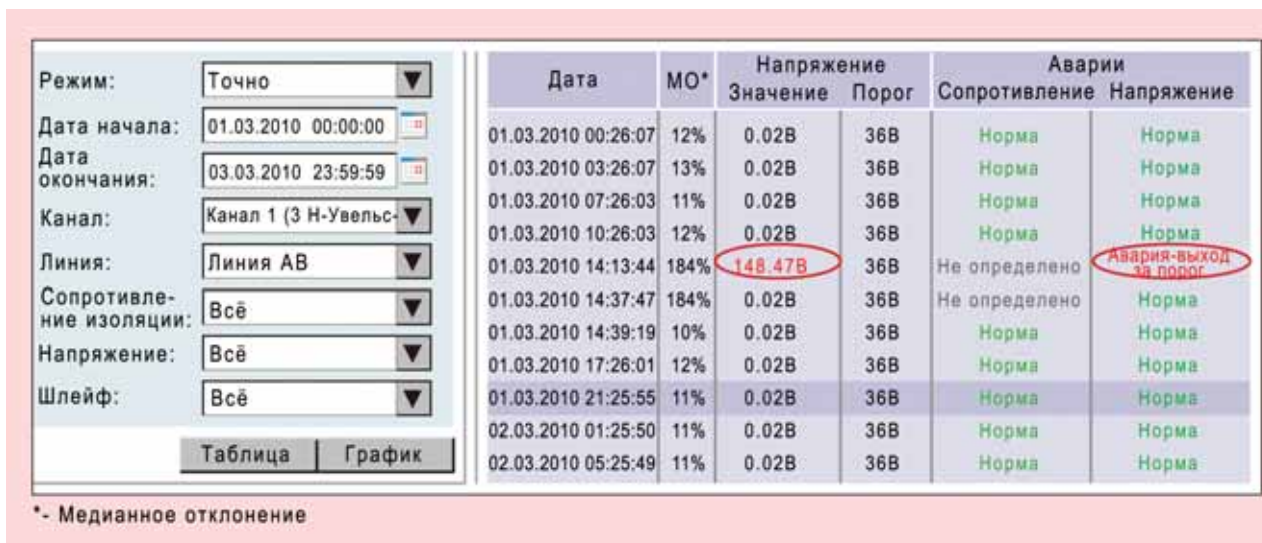 Режим: Точно
Дата начала: 01.03.2010 00:00:00
Дата
окончания: 03.03.2010 23:59:59
Канал: Канал 1 (3 Н-Увельс-
Линия: Линия АВ
Сопротивле-
ние изоляции: Всё
Напряжение: Всё
Шлейф: Всё
Таблица График
Дата МО* Напряжение Аварии
Значение Порог Сопротивление Напряжение
01.03.2010 00:26:07 12% 0.02В 36В Норма Норма
01.03.2010 03:26:07 13% 0.02В 36В Норма Норма
01.03.2010 07:26:03 11% 0.02В 36В Норма Норма
01.03.2010 10:26:03 12% 0.02В 36В Норма Норма
01.03.2010 14:13:44 184% 148.47В 36В Не определено Авария-выход
за порог
01.03.2010 14:37:47 184% 0.02В 36В Не определено Норма
01.03.2010 14:39:19 10% 0.02В 36В Норма Норма
01.03.2010 17:26:01 12% 0.02В 36В Норма Норма
01.03.2010 21:25:55 11% 0.02В 36В Норма Норма
02.03.2010 01:25:50 11% 0.02В 36В Норма Норма
02.03.2010 05:25:49 11% 0.02В 36В Норма Норма
*- Медианное отклонение